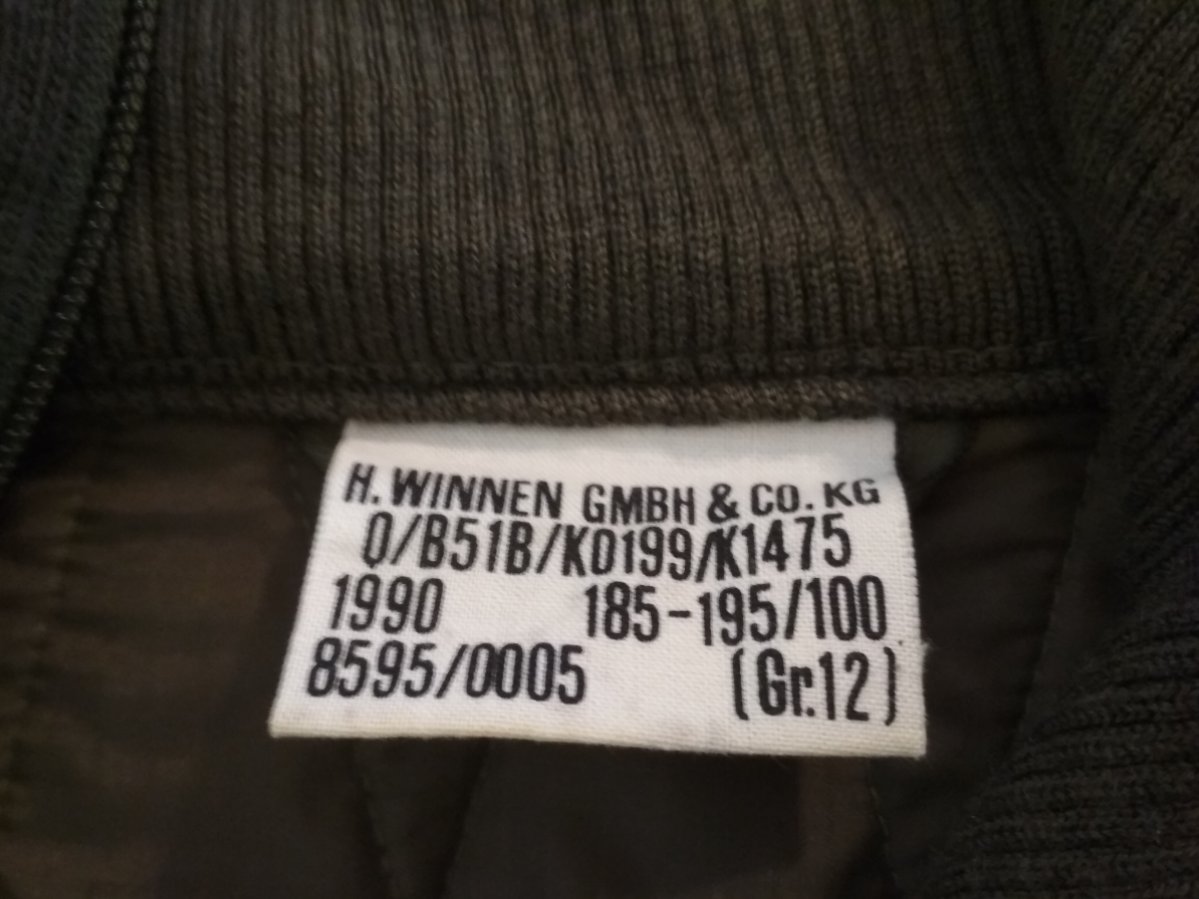 H. WINNEN GMBH & CO. KG
Q/B51B/K0199/K1475
1990 185-195/100
8595/0005 (Gr.12)